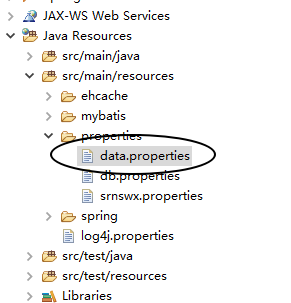 JAX-WS Web Services
Java Resources
src/main/java
src/main/resources
ehcache
mybatis
properties
data.properties
db.properties
srnswx.properties
spring
log4j.properties
src/test/java
src/test/resources
Libraries